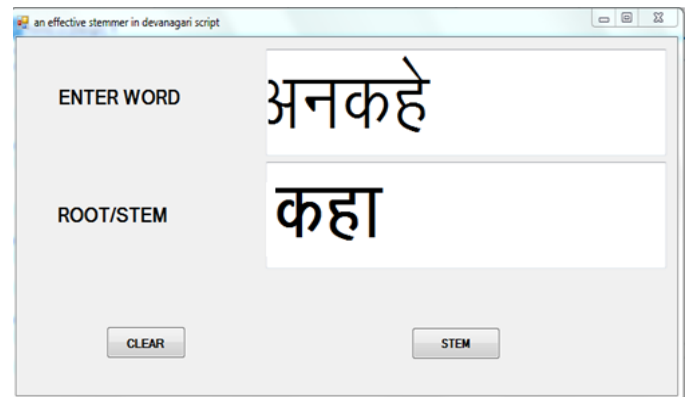 an effective stemmer in devanagari script
ENTER WORD
अनकहे
ROOT/STEM
कहा
CLEAR
STEM